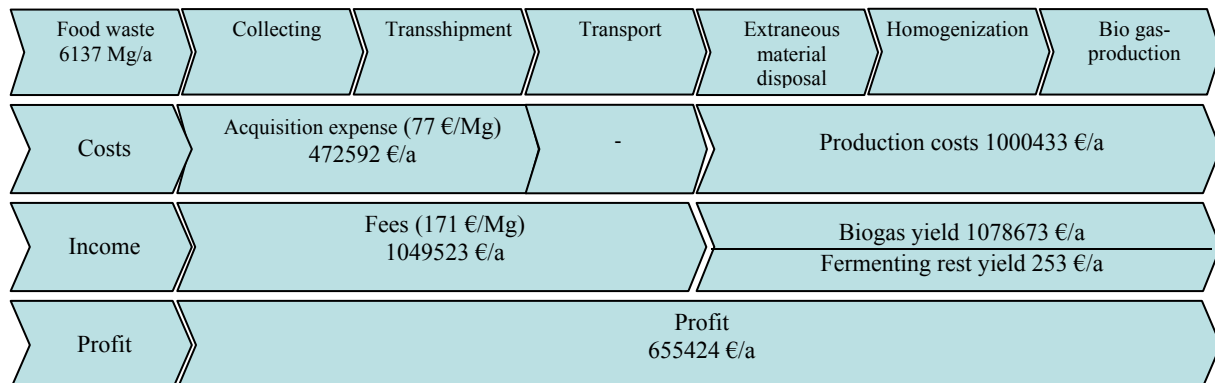 Food waste
6137 Mg/a
Collecting
Transshipment
Transport
Extraneous
material
disposal
Homogenization
Bio gas-
production
Costs
Acquisition expense (77 €/Mg)
472592 €/a
-
Production costs 1000433 €/a
Income
Fees (171 €/Mg)
1049523 €/a
Biogas yield 1078673 €/a
Fermenting rest yield 253 €/a
Profit
Profit
655424 €/a